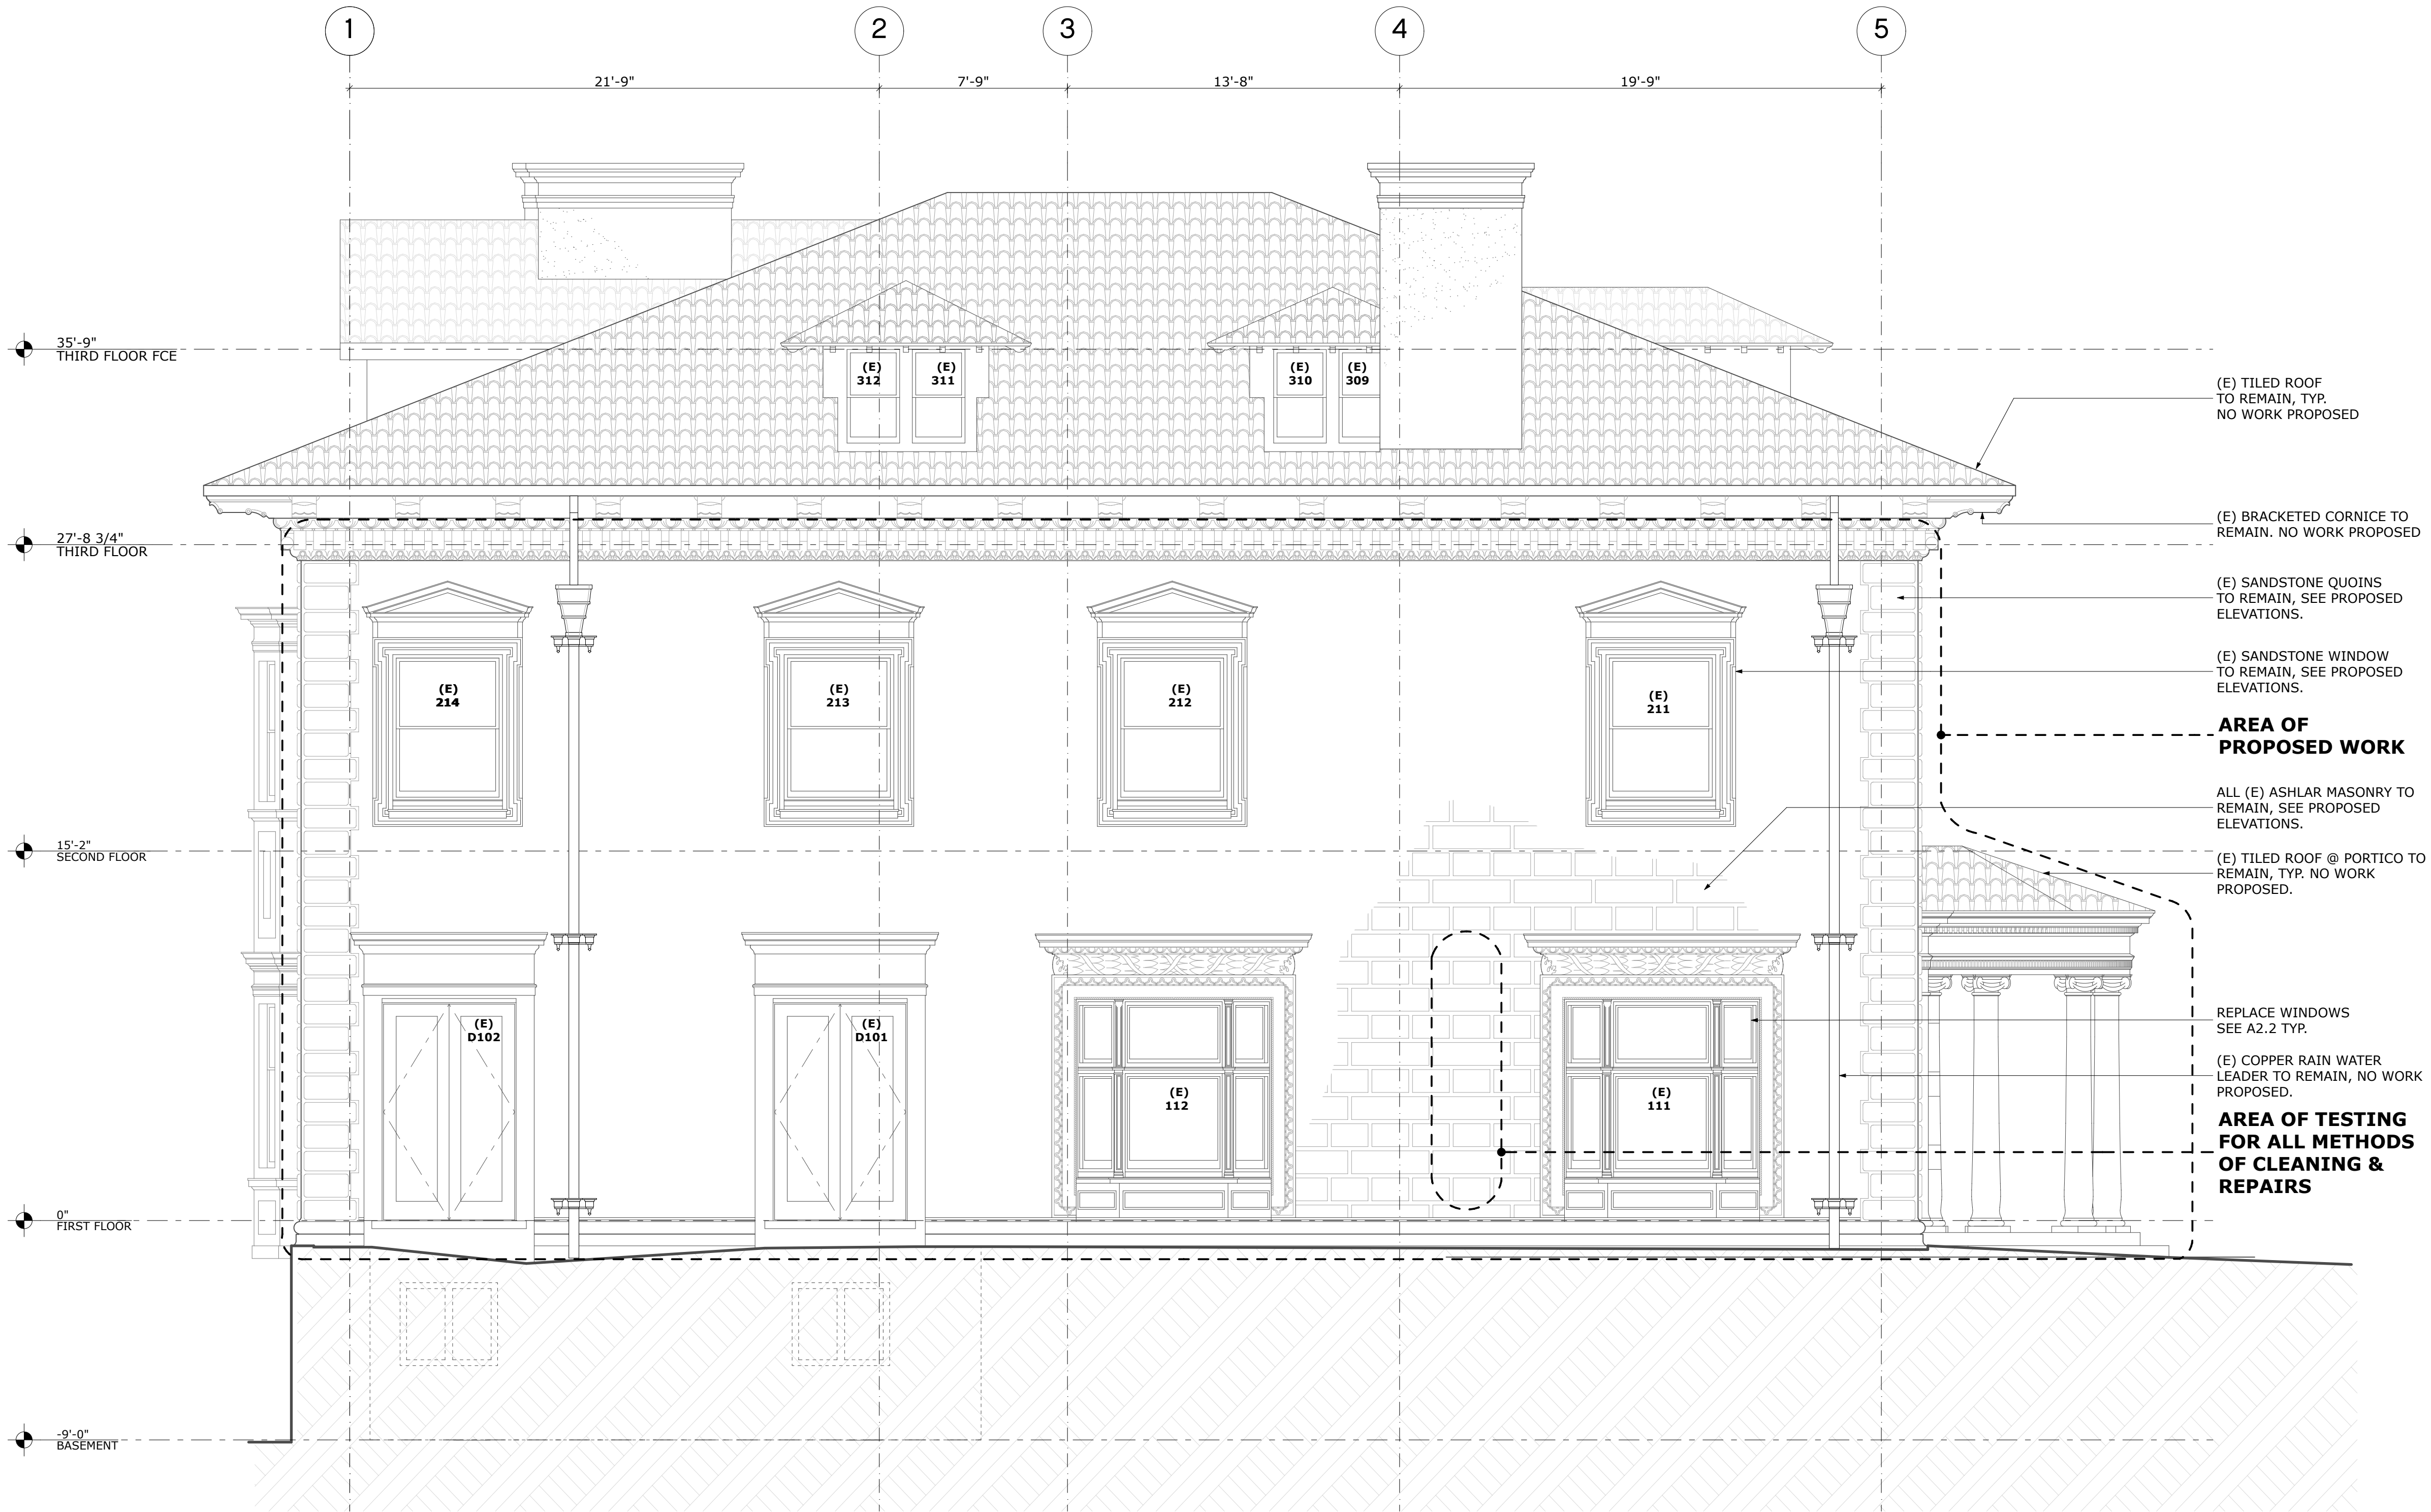 1
2
3
4
5
21'-9"
7'-9"
13'-8"
19'-9"
35'-9"
THIRD FLOOR FCE
(E)
312
(E)
311
(E)
310
(E)
309
(E) TILED ROOF
TO REMAIN, TYP.
NO WORK PROPOSED
27'-8 3/4"
THIRD FLOOR
(E) BRACKETED CORNICE TO
REMAIN. NO WORK PROPOSED
(E) SANDSTONE QUOINS
TO REMAIN, SEE PROPOSED
ELEVATIONS.
(E) SANDSTONE WINDOW
TO REMAIN, SEE PROPOSED
ELEVATIONS.
(E)
214
(E)
213
(E)
212
(E)
211
AREA OF
PROPOSED WORK
ALL (E) ASHLAR MASONRY TO
REMAIN, SEE PROPOSED
ELEVATIONS.
15'-2"
SECOND FLOOR
(E) TILED ROOF @ PORTICO TO
REMAIN, TYP. NO WORK
PROPOSED.
(E)
D102
(E)
D101
(E)
112
(E)
111
REPLACE WINDOWS
SEE A2.2 TYP.
(E) COPPER RAIN WATER
LEADER TO REMAIN, NO WORK
PROPOSED.
AREA OF TESTING
FOR ALL METHODS
OF CLEANING &
REPAIRS
0"
FIRST FLOOR
-9'-0"
BASEMENT